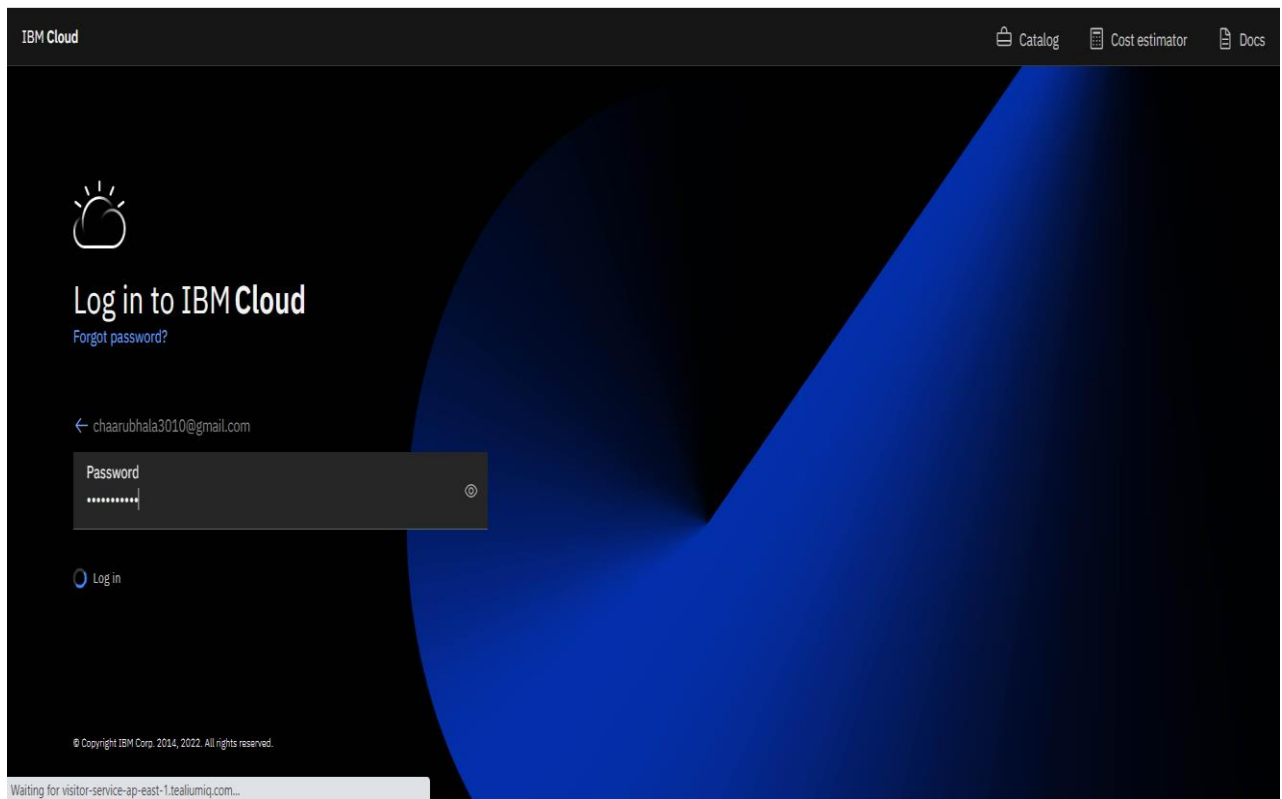 IBM Cloud
Catalog
Cost estimator
Docs
Log in to IBM Cloud
Forgot password?
← chaarubhala3010@gmail.com
Password
•••••••••••
Log in
© Copyright IBM Corp. 2014, 2022. All rights reserved.
Waiting for visitor-service-ap-east-1.tealiumiq.com...